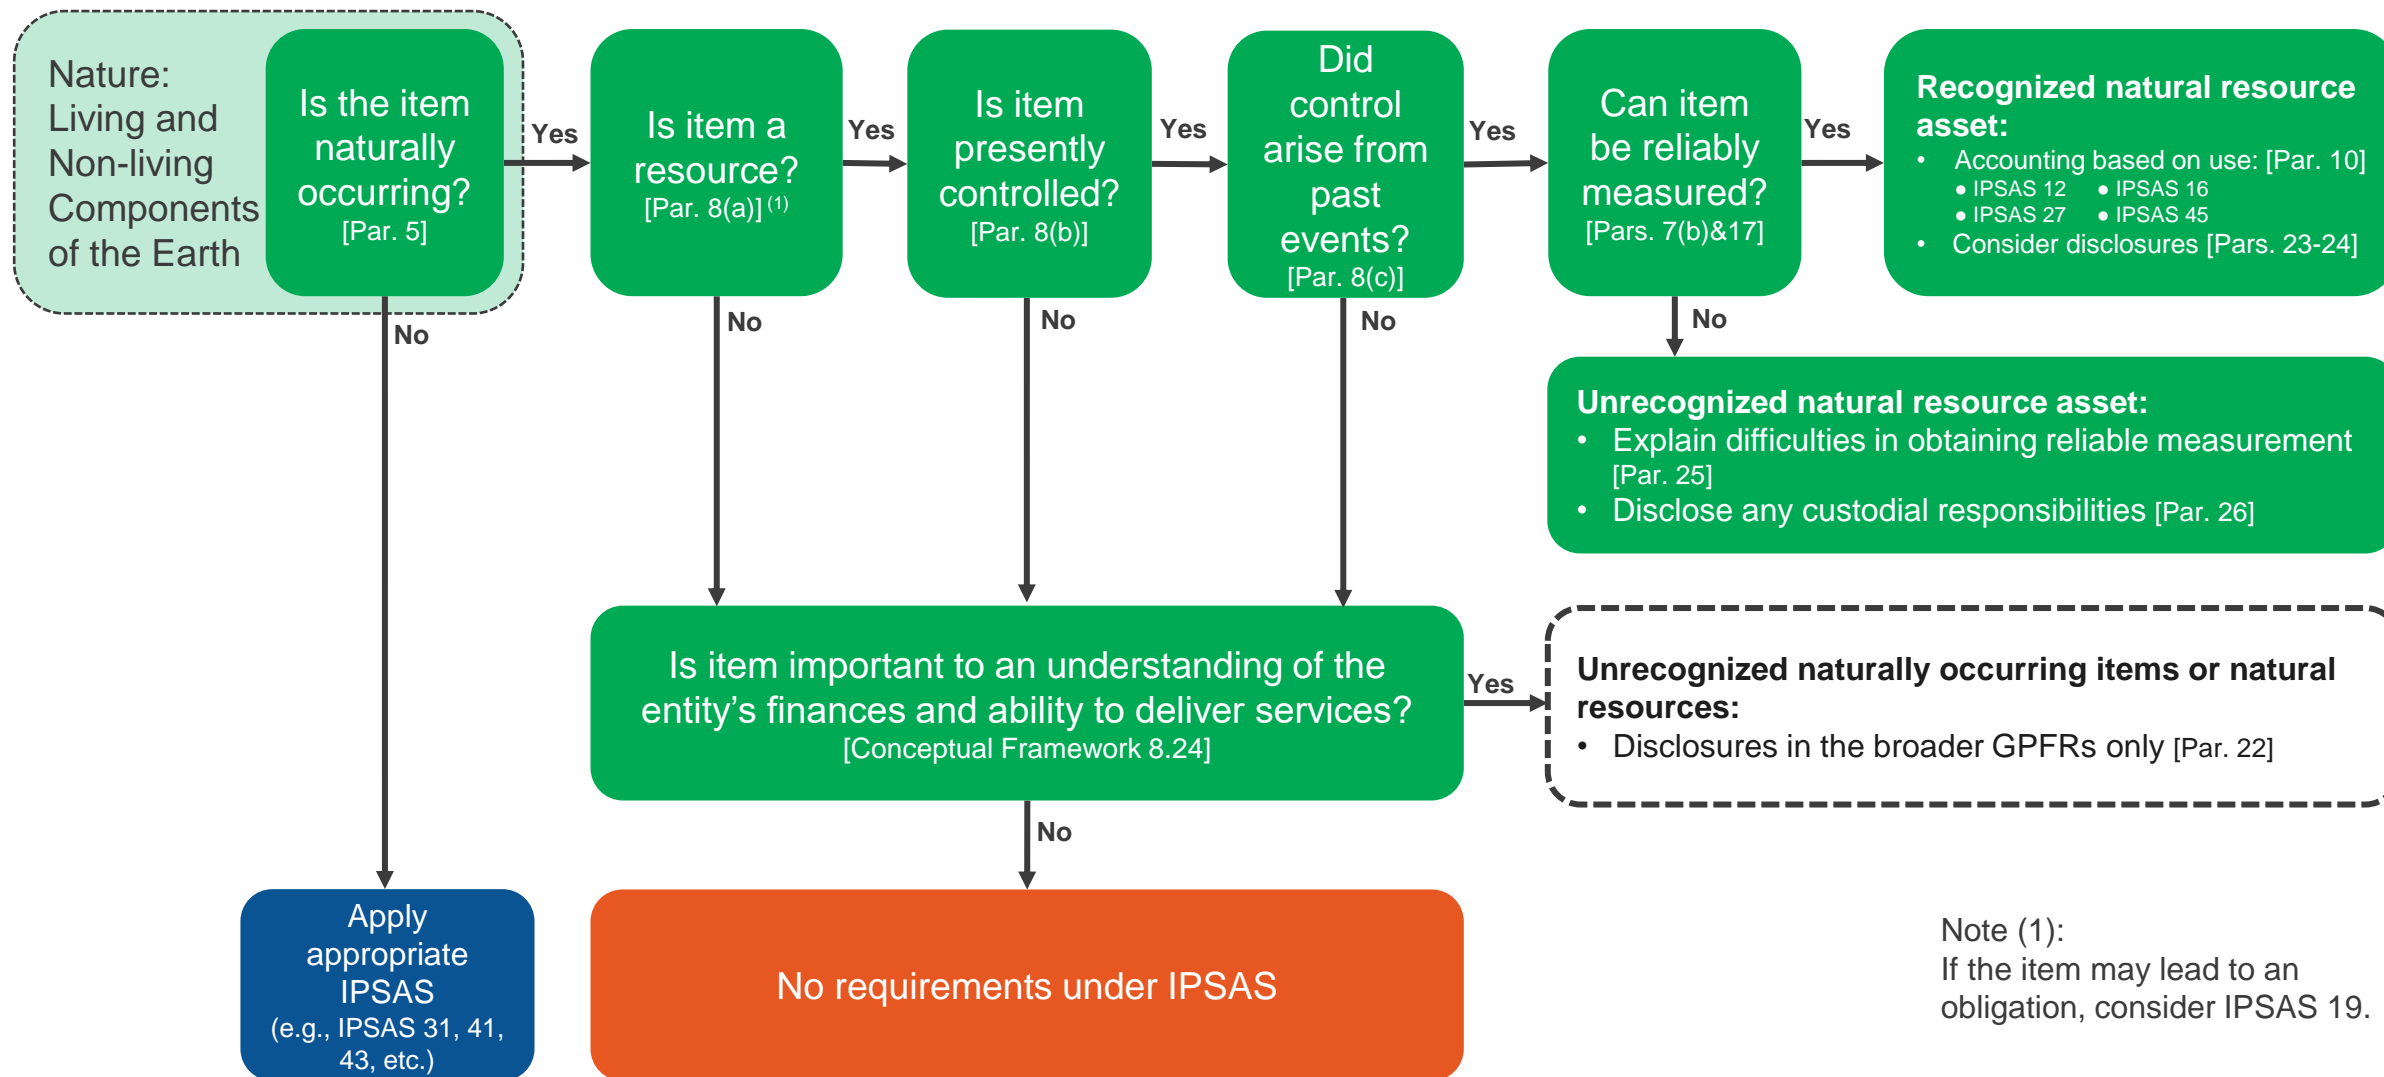 Nature:
Living and
Non-living
Components
of the Earth
Is the item
naturally
occurring?
[Par. 5]
Yes
Is item a
resource?
[Par. 8(a)] (1)
Yes
Is item
presently
controlled?
[Par. 8(b)]
Yes
Did
control
arise from
past
events?
[Par. 8(c)]
Yes
Can item
be reliably
measured?
[Pars. 7(b)&17]
Yes
Recognized natural resource
asset:
• Accounting based on use: [Par. 10]
● IPSAS 12 ● IPSAS 16
● IPSAS 27 ● IPSAS 45
• Consider disclosures [Pars. 23-24]
No
No
No
No
No
Unrecognized natural resource asset:
• Explain difficulties in obtaining reliable measurement
[Par. 25]
• Disclose any custodial responsibilities [Par. 26]
Is item important to an understanding of the
entity’s finances and ability to deliver services?
[Conceptual Framework 8.24]
Yes
Unrecognized naturally occurring items or natural
resources:
• Disclosures in the broader GPFRs only [Par. 22]
No
Apply
appropriate
IPSAS
(e.g., IPSAS 31, 41,
43, etc.)
No requirements under IPSAS
Note (1):
If the item may lead to an
obligation, consider IPSAS 19.